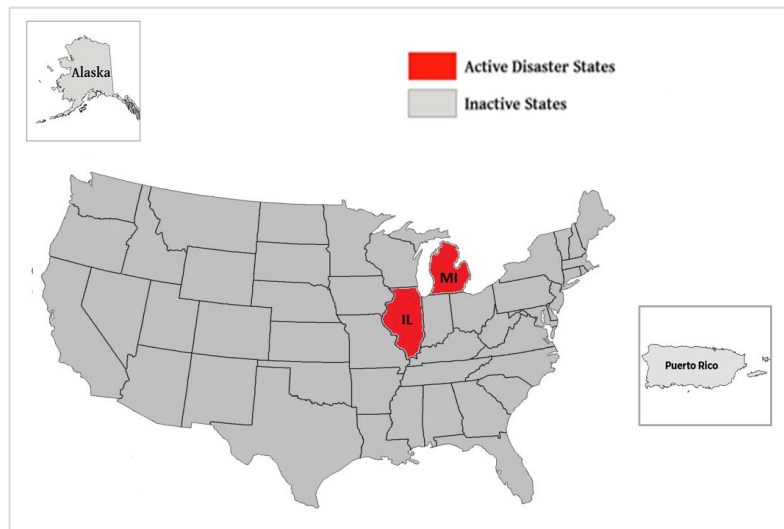 Alaska
Active Disaster States
Inactive States
MI
IL
Puerto Rico